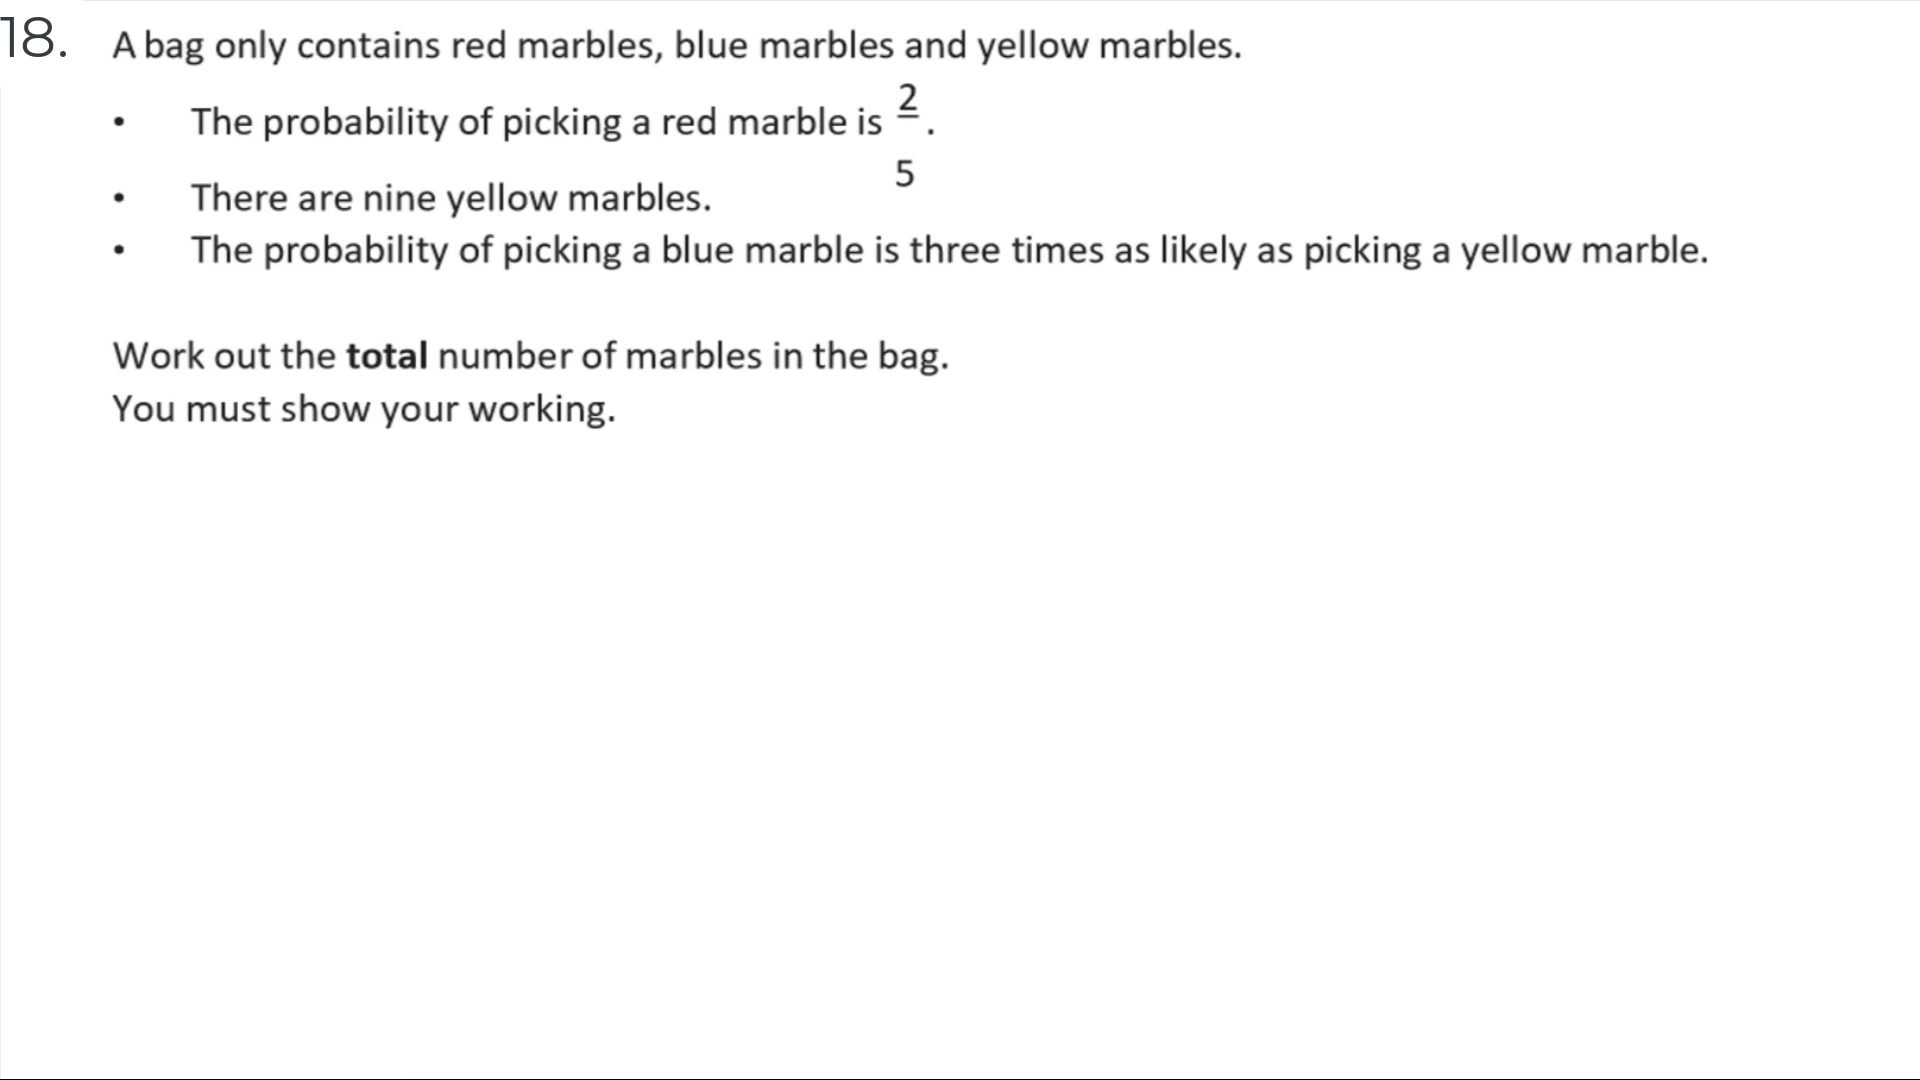 18. A bag only contains red marbles, blue marbles and yellow marbles.
• The probability of picking a red marble is 2/5.
• There are nine yellow marbles.
• The probability of picking a blue marble is three times as likely as picking a yellow marble.
Work out the total number of marbles in the bag.
You must show your working.